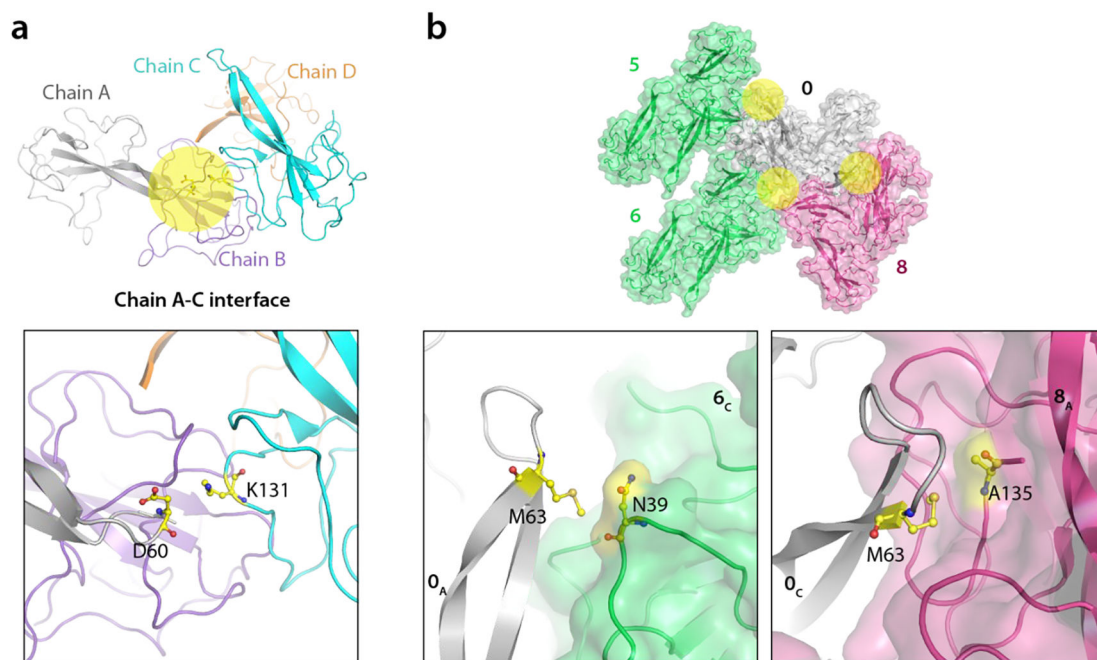 a
b
Chain A
Chain C
Chain D
Chain B
5
0
6
8
Chain A-C interface
K131
D60
6C
M63
N39
0A
8A
A135
M63
0C